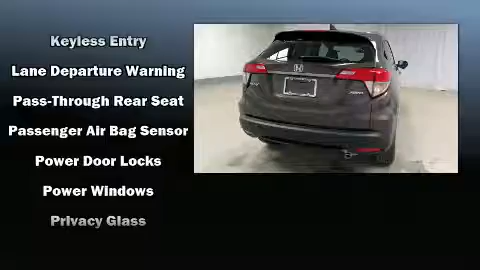 Keyless Entry
Lane Departure Warning
Pass-Through Rear Seat
Passenger Air Bag Sensor
Power Door Locks
Power Windows
Privacy Glass